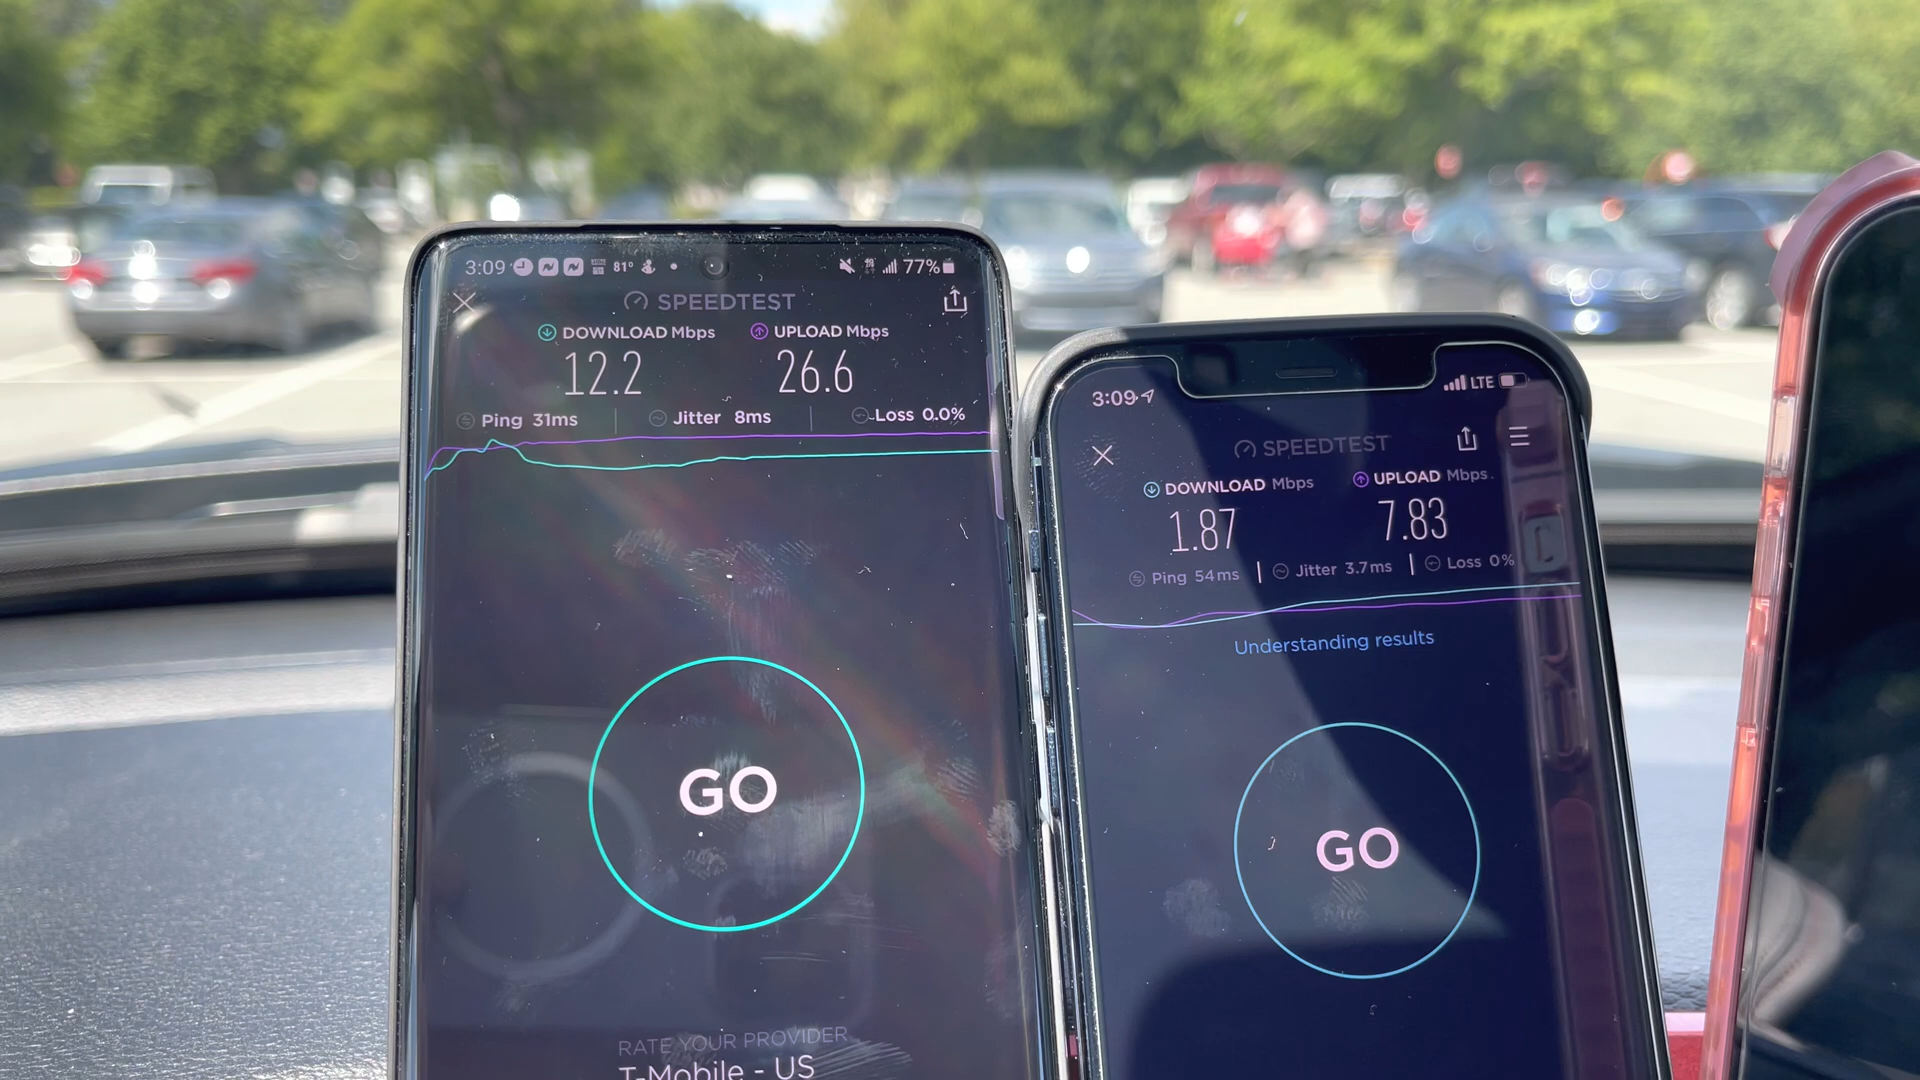 3:09 81° 77%
SPEEDTEST
DOWNLOAD Mbps UPLOAD Mbps
12.2 26.6
Ping 31ms Jitter 8ms Loss 0.0%
GO
RATE YOUR PROVIDER
T-Mobile - US
3:09 LTE
SPEEDTEST
DOWNLOAD Mbps UPLOAD Mbps
1.87 7.83
Ping 54ms Jitter 3.7ms Loss 0%
Understanding results
GO